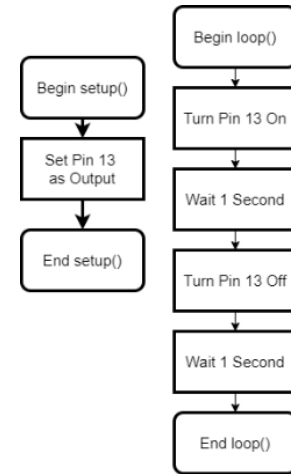 Begin setup()
Set Pin 13
as Output
End setup()
Begin loop()
Turn Pin 13 On
Wait 1 Second
Turn Pin 13 Off
Wait 1 Second
End loop()